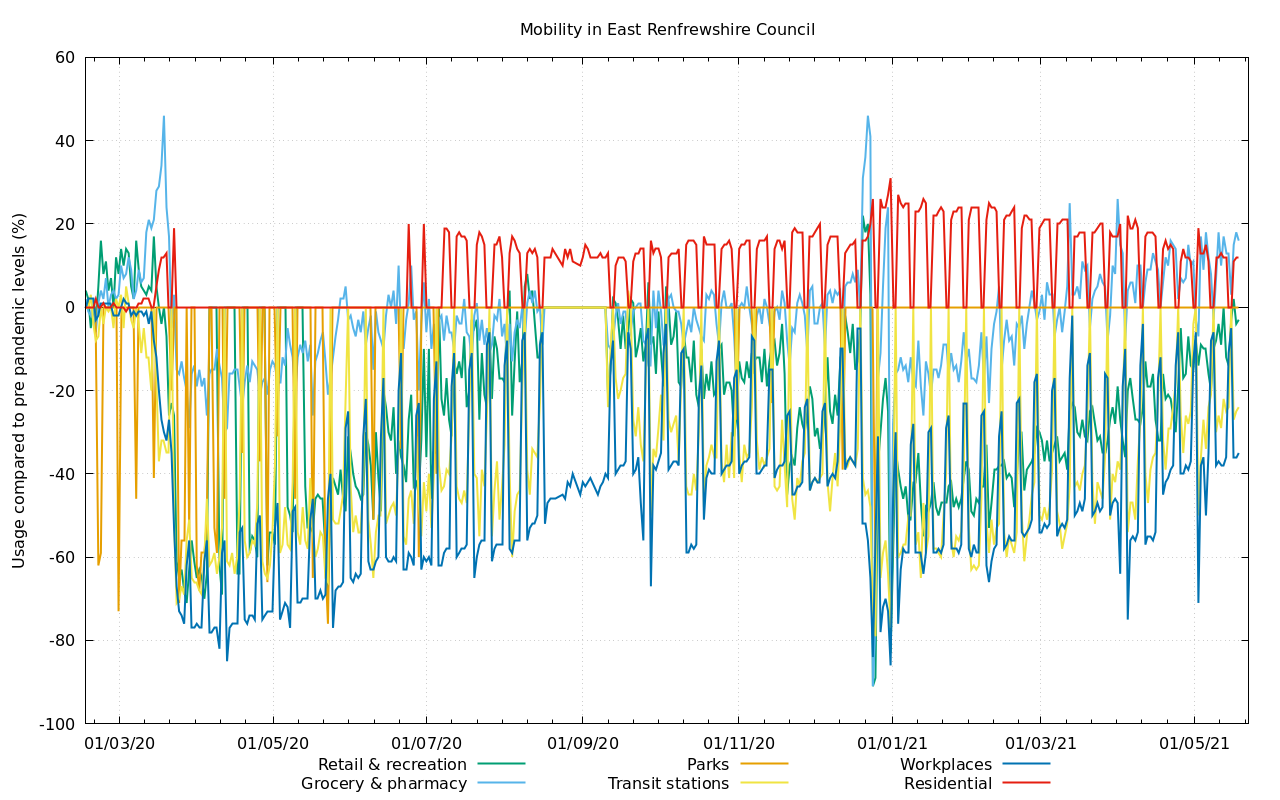 Mobility in East Renfrewshire Council
Usage compared to pre pandemic levels (%)
60
40
20
0
-20
-40
-60
-80
-100
01/03/20 01/05/20 01/07/20 01/09/20 01/11/20 01/01/21 01/03/21 01/05/21
Retail & recreation Parks Workplaces
Grocery & pharmacy Transit stations Residential